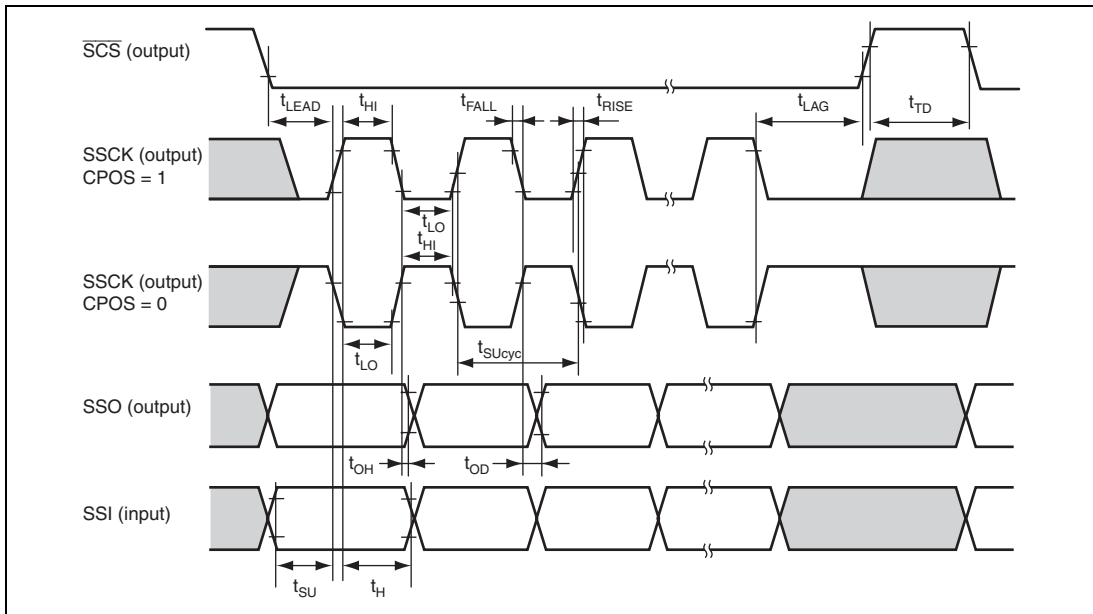 SCS (output)
tLEAD tHI tFALL tRISE tLAG tTD
SSCK (output)
CPOS = 1
tLO
tHI
SSCK (output)
CPOS = 0
tLO
tSUcyc
SSO (output)
tOH tOD
SSI (input)
tSU tH